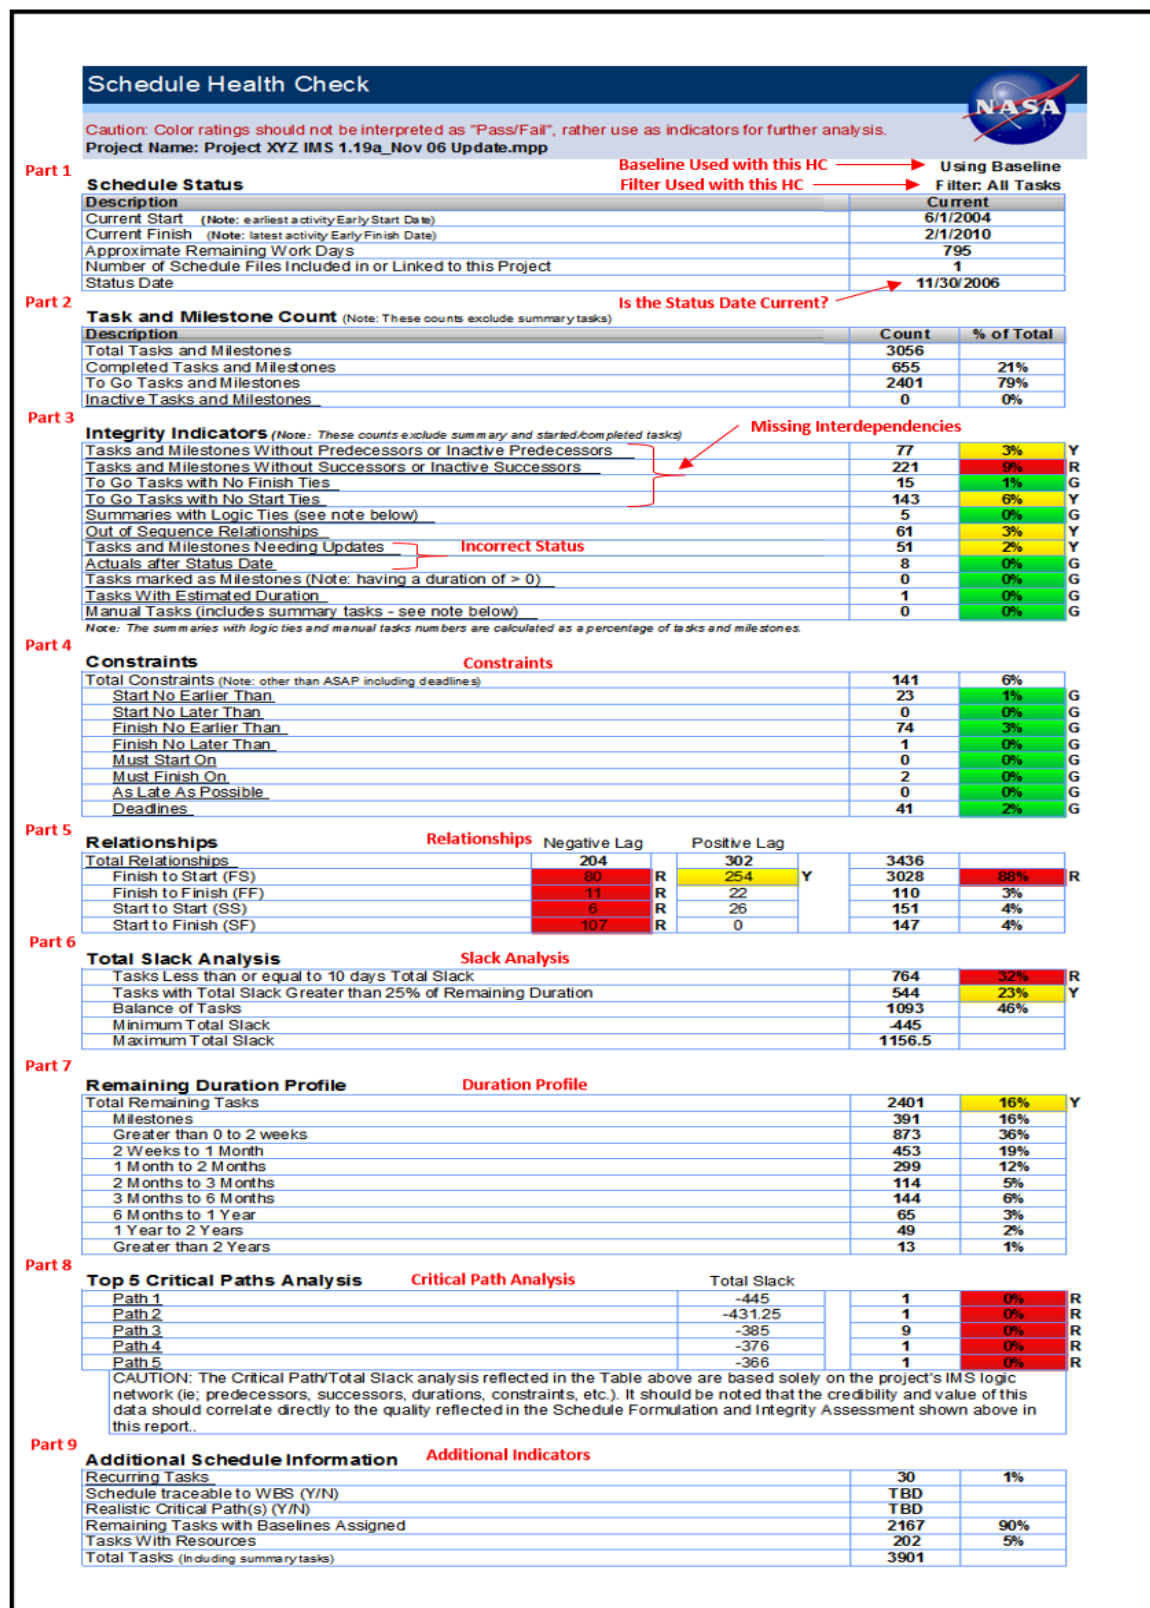 Schedule Health Check
NASA
Caution: Color ratings should not be interpreted as "Pass/Fail", rather use as indicators for further analysis.
Project Name: Project XYZ IMS 1.19a_Nov 06 Update.mpp
Part 1 Baseline Used with this HC Using Baseline
Schedule Status Filter Used with this HC Filter: All Tasks
Description Current
Current Start (Note: earliest activity Early Start Date) 6/1/2004
Current Finish (Note: latest activity Early Finish Date) 2/1/2010
Approximate Remaining Work Days 795
Number of Schedule Files Included in or Linked to this Project 1
Status Date 11/30/2006
Part 2 Is the Status Date Current?
Task and Milestone Count (Note: These counts exclude summary tasks)
Description Count % of Total
Total Tasks and Milestones 3056
Completed Tasks and Milestones 655 21%
To Go Tasks and Milestones 2401 79%
Inactive Tasks and Milestones 0 0%
Part 3
Integrity Indicators (Note: These counts exclude summary and started/completed tasks) Missing Interdependencies
Tasks and Milestones Without Predecessors or Inactive Predecessors 77 3% Y
Tasks and Milestones Without Successors or Inactive Successors 221 9% R
To Go Tasks with No Finish Ties 15 1% G
To Go Tasks with No Start Ties 143 6% Y
Summaries with Logic Ties (see note below) 5 0% G
Out of Sequence Relationships 61 3% Y
Tasks and Milestones Needing Updates Incorrect Status 51 2% Y
Actuals after Status Date 8 0% G
Tasks marked as Milestones (Note: having a duration of > 0) 0 0% G
Tasks With Estimated Duration 1 0% G
Manual Tasks (includes summary tasks - see note below) 0 0% G
Note: The summaries with logic ties and manual tasks numbers are calculated as a percentage of tasks and milestones.
Part 4
Constraints Constraints
Total Constraints (Note: other than ASAP including deadlines) 141 6%
Start No Earlier Than 23 1% G
Start No Later Than 0 0% G
Finish No Earlier Than 74 3% G
Finish No Later Than 1 0% G
Must Start On 0 0% G
Must Finish On 2 0% G
As Late As Possible 0 0% G
Deadlines 41 2% G
Part 5
Relationships Relationships Negative Lag Positive Lag
Total Relationships 204 302 3436
Finish to Start (FS) 80 R 254 Y 3028 88% R
Finish to Finish (FF) 11 R 22 110 3%
Start to Start (SS) 6 R 26 151 4%
Start to Finish (SF) 107 R 0 147 4%
Part 6
Total Slack Analysis Slack Analysis
Tasks Less than or equal to 10 days Total Slack 764 32% R
Tasks with Total Slack Greater than 25% of Remaining Duration 544 23% Y
Balance of Tasks 1093 46%
Minimum Total Slack -445
Maximum Total Slack 1156.5
Part 7
Remaining Duration Profile Duration Profile
Total Remaining Tasks 2401 16% Y
Milestones 391 16%
Greater than 0 to 2 weeks 873 36%
2 Weeks to 1 Month 453 19%
1 Month to 2 Months 299 12%
2 Months to 3 Months 114 5%
3 Months to 6 Months 144 6%
6 Months to 1 Year 65 3%
1 Year to 2 Years 49 2%
Greater than 2 Years 13 1%
Part 8
Top 5 Critical Paths Analysis Critical Path Analysis Total Slack
Path 1 -445 1 0% R
Path 2 -431.25 1 0% R
Path 3 -385 9 0% R
Path 4 -376 1 0% R
Path 5 -366 1 0% R
CAUTION: The Critical Path/Total Slack analysis reflected in the Table above are based solely on the project's IMS logic
network (ie; predecessors, successors, durations, constraints, etc.). It should be noted that the credibility and value of this
data should correlate directly to the quality reflected in the Schedule Formulation and Integrity Assessment shown above in
this report..
Part 9
Additional Schedule Information Additional Indicators
Recurring Tasks 30 1%
Schedule traceable to WBS (Y/N) TBD
Realistic Critical Path(s) (Y/N) TBD
Remaining Tasks with Baselines Assigned 2167 90%
Tasks With Resources 202 5%
Total Tasks (Including summary tasks) 3901